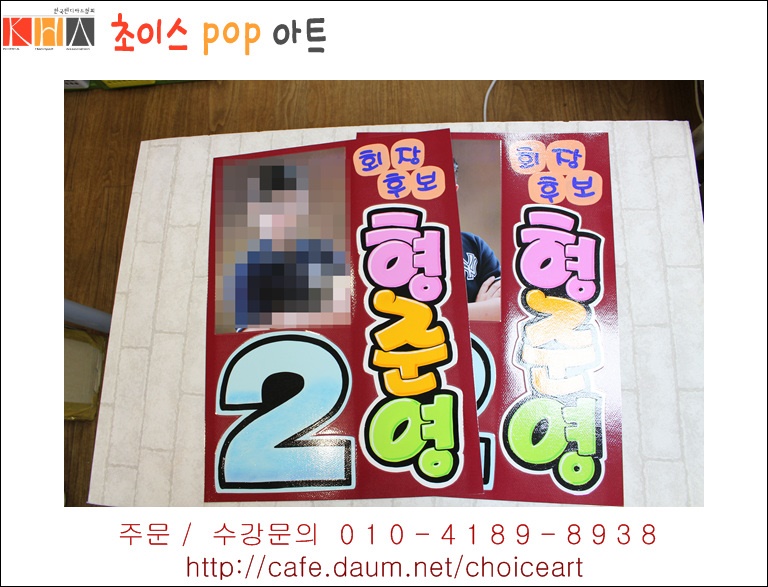 한국핸디아트협회
KHA
초이스 pop 아트
회장
후보
형준영
2
회장
후보
형준영
주문 / 수강문의 010-4189-8938
http://cafe.daum.net/choiceart